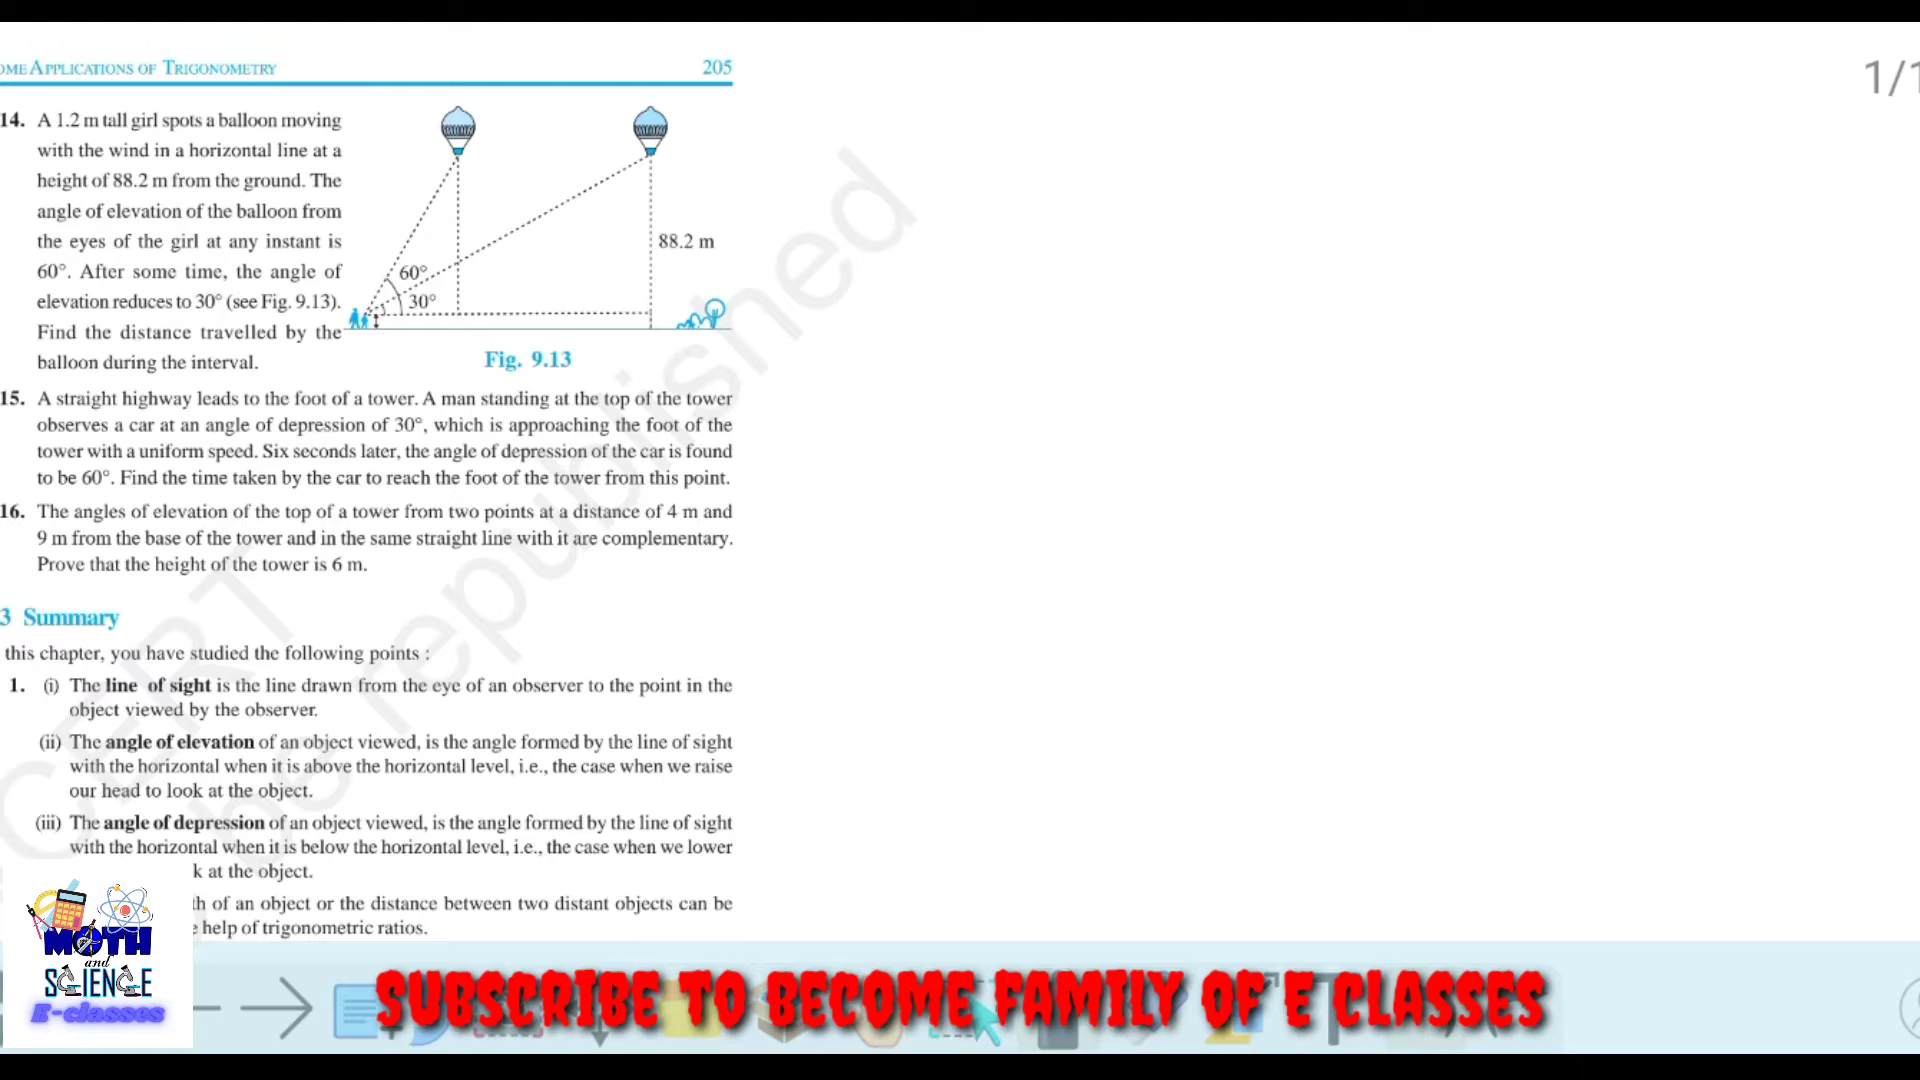 OME APPLICATIONS OF TRIGONOMETRY 205
1/1
14. A 1.2 m tall girl spots a balloon moving
with the wind in a horizontal line at a
height of 88.2 m from the ground. The
angle of elevation of the balloon from
the eyes of the girl at any instant is
60°. After some time, the angle of
elevation reduces to 30° (see Fig. 9.13).
Find the distance travelled by the
balloon during the interval.
88.2 m
60°
30°
Fig. 9.13
15. A straight highway leads to the foot of a tower. A man standing at the top of the tower
observes a car at an angle of depression of 30°, which is approaching the foot of the
tower with a uniform speed. Six seconds later, the angle of depression of the car is found
to be 60°. Find the time taken by the car to reach the foot of the tower from this point.
16. The angles of elevation of the top of a tower from two points at a distance of 4 m and
9 m from the base of the tower and in the same straight line with it are complementary.
Prove that the height of the tower is 6 m.
3 Summary
this chapter, you have studied the following points :
1. (i) The line of sight is the line drawn from the eye of an observer to the point in the
object viewed by the observer.
(ii) The angle of elevation of an object viewed, is the angle formed by the line of sight
with the horizontal when it is above the horizontal level, i.e., the case when we raise
our head to look at the object.
(iii) The angle of depression of an object viewed, is the angle formed by the line of sight
with the horizontal when it is below the horizontal level, i.e., the case when we lower
k at the object.
th of an object or the distance between two distant objects can be
e help of trigonometric ratios.
CERT
be republished
MATH
and
SCIENCE
E-classes
SUBSCRIBE TO BECOME FAMILY OF E CLASSES